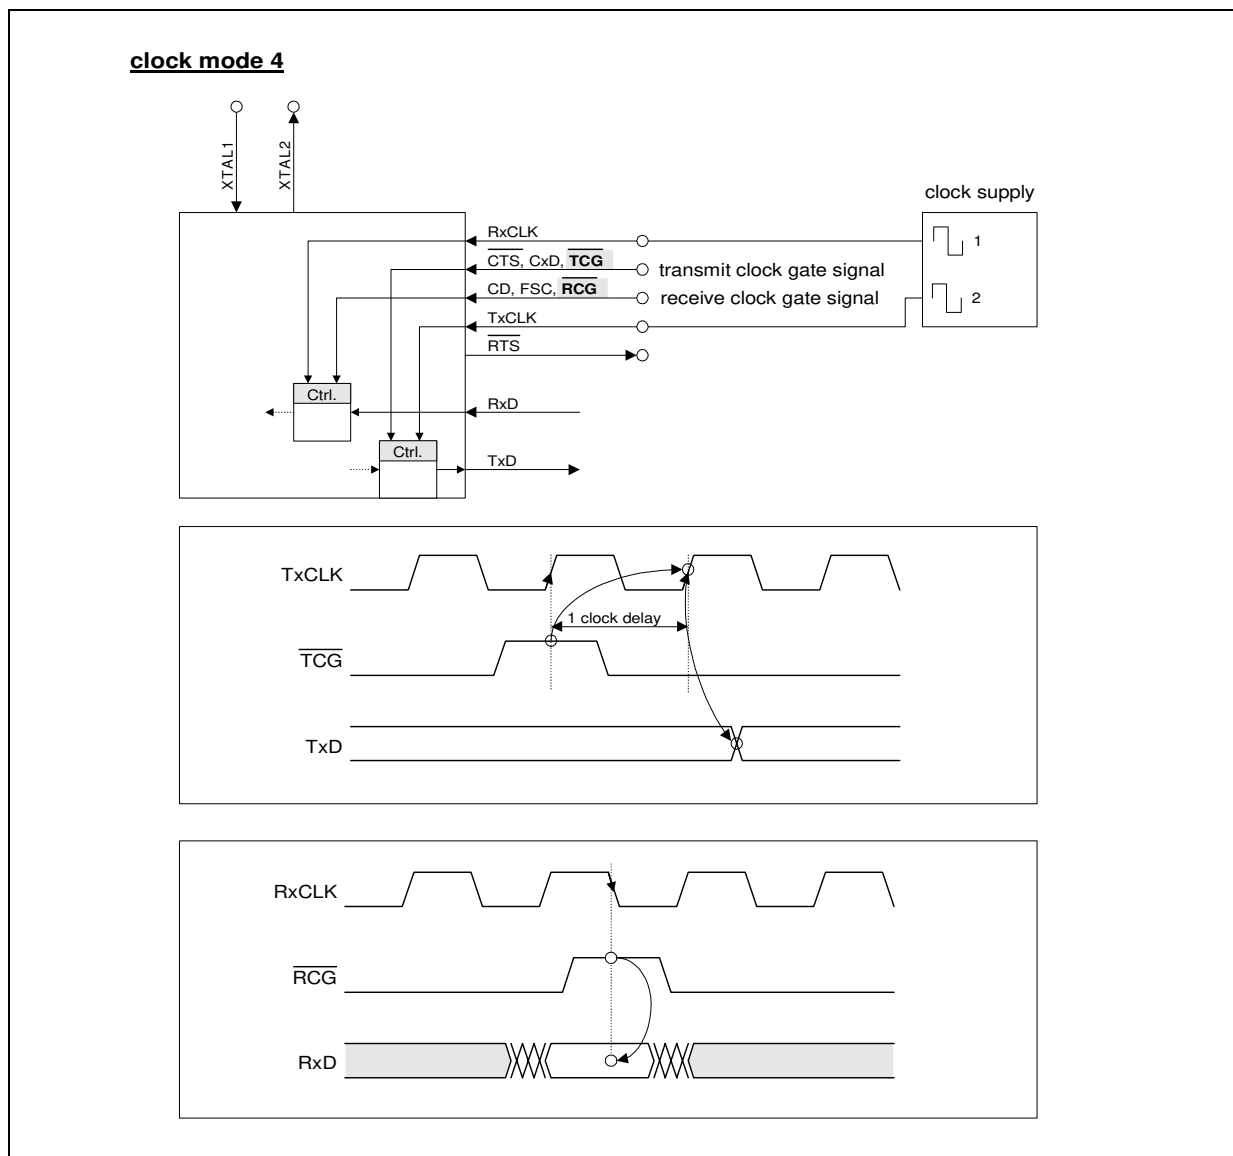 clock mode 4
XTAL1
XTAL2
clock supply
RxCLK
1
CTS, CxD, TCG
transmit clock gate signal
CD, FSC, RCG
receive clock gate signal
2
TxCLK
RTS
Ctrl.
RxD
Ctrl.
TxD
TxCLK
1 clock delay
TCG
TxD
RxCLK
RCG
RxD